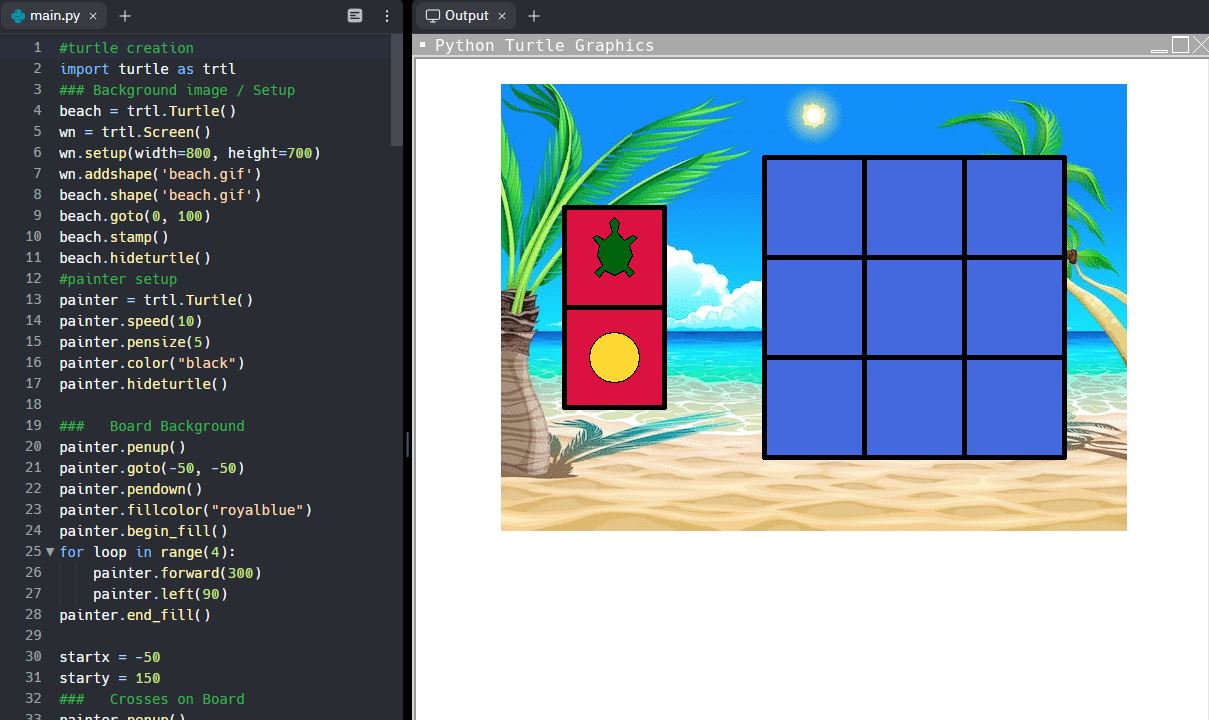 main.py × +
1 #turtle creation
2 import turtle as trtl
3 ### Background image / Setup
4 beach = trtl.Turtle()
5 wn = trtl.Screen()
6 wn.setup(width=800, height=700)
7 wn.addshape('beach.gif')
8 beach.shape('beach.gif')
9 beach.goto(0, 100)
10 beach.stamp()
11 beach.hideturtle()
12 #painter setup
13 painter = trtl.Turtle()
14 painter.speed(10)
15 painter.pensize(5)
16 painter.color("black")
17 painter.hideturtle()
18
19 ###   Board Background
20 painter.penup()
21 painter.goto(-50, -50)
22 painter.pendown()
23 painter.fillcolor("royalblue")
24 painter.begin_fill()
25 for loop in range(4):
26     painter.forward(300)
27     painter.left(90)
28 painter.end_fill()
29
30 startx = -50
31 starty = 150
32 ###   Crosses on Board
33 painter.penup()
Output × +
Python Turtle Graphics